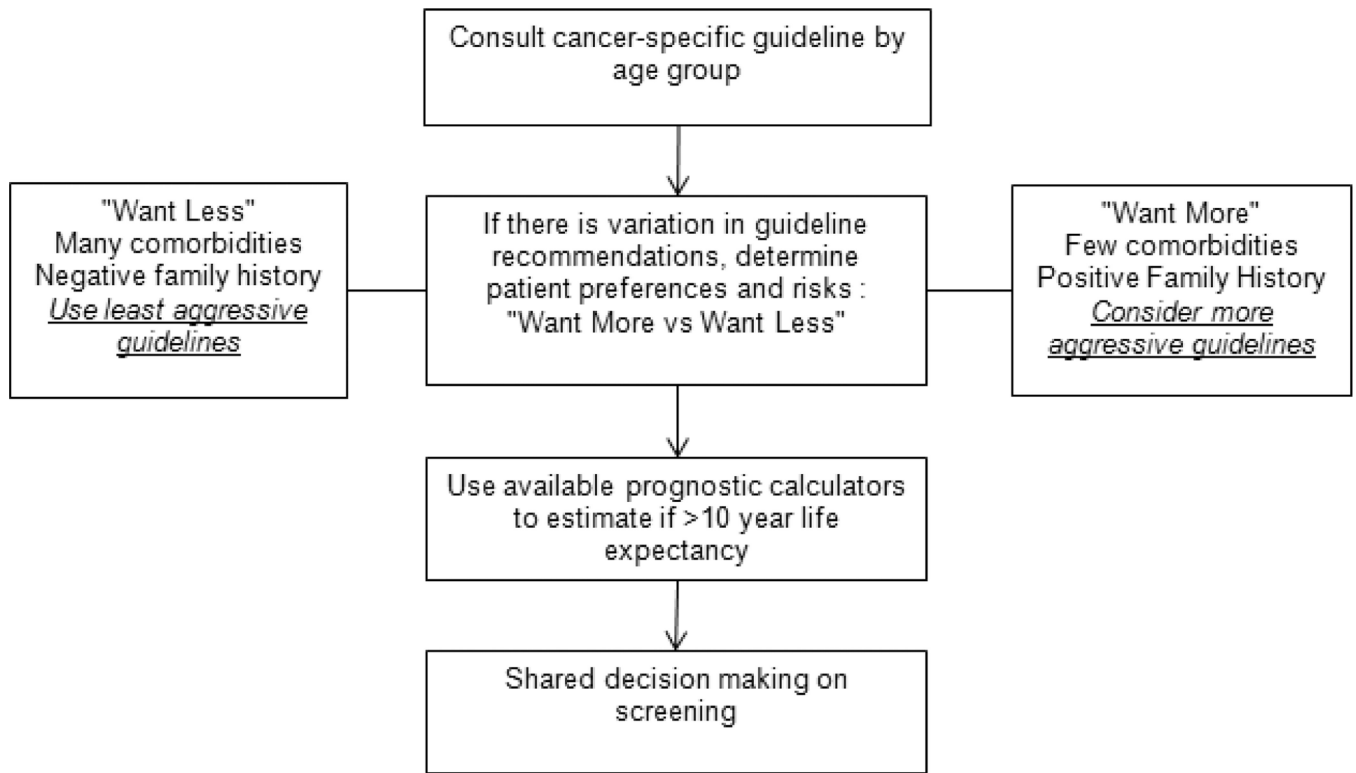 Consult cancer-specific guideline by
age group
"Want Less"
Many comorbidities
Negative family history
Use least aggressive
guidelines
If there is variation in guideline
recommendations, determine
patient preferences and risks :
"Want More vs Want Less"
"Want More"
Few comorbidities
Positive Family History
Consider more
aggressive guidelines
Use available prognostic calculators
to estimate if >10 year life
expectancy
Shared decision making on
screening